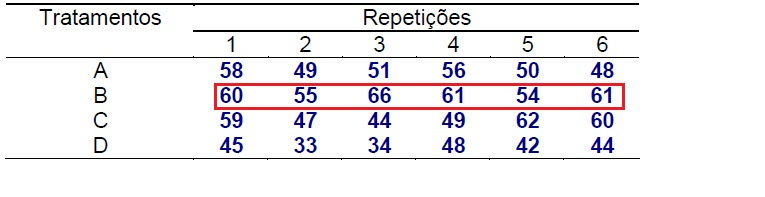 Tratamentos Repetições
1 2 3 4 5 6
A 58 49 51 56 50 48
B 60 55 66 61 54 61
C 59 47 44 49 62 60
D 45 33 34 48 42 44